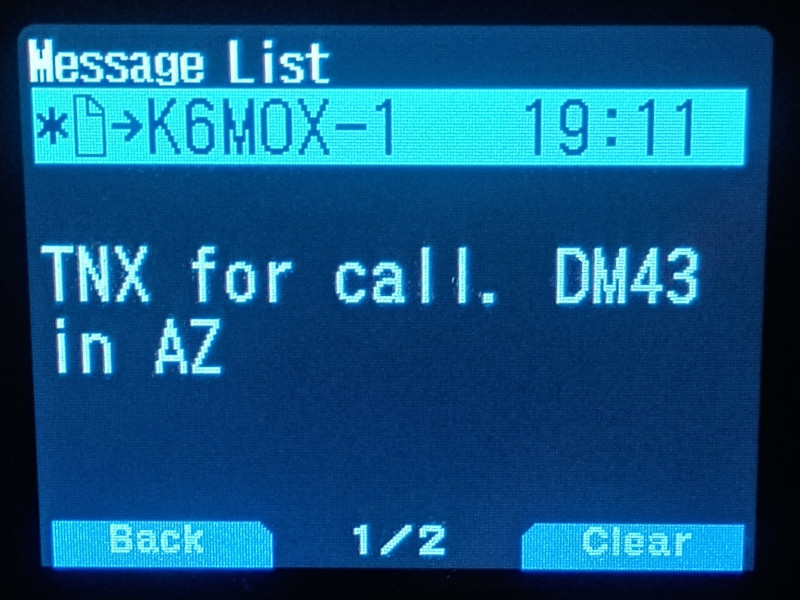 Message List
*→K6MOX-1 19:11
TNX for call. DM43
in AZ
Back 1/2 Clear